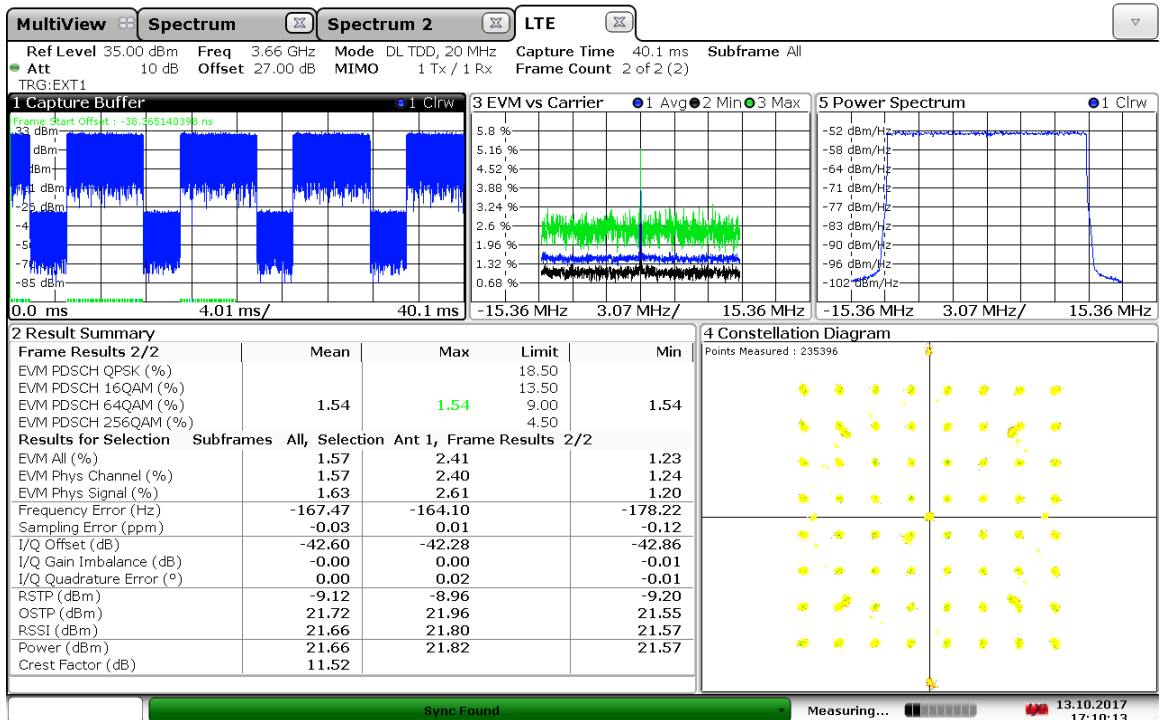 MultiView Spectrum Spectrum 2 LTE
Ref Level 35.00 dBm Freq 3.66 GHz Mode DL TDD, 20 MHz Capture Time 40.1 ms Subframe All
Att 10 dB Offset 27.00 dB MIMO 1 Tx / 1 Rx Frame Count 2 of 2 (2)
TRG:EXT1
1 Capture Buffer 1 Clrw
Frame Start Offset : -38.365140398 ns
33 dBm
dBm
dBm
dBm
-25 dBm
dBm
-85 dBm
0.0 ms 4.01 ms/ 40.1 ms
3 EVM vs Carrier 1 Avg 2 Min 3 Max
5.8 %
5.16 %
4.52 %
3.88 %
3.24 %
2.6 %
1.96 %
1.32 %
0.68 %
-15.36 MHz 3.07 MHz/ 15.36 MHz
5 Power Spectrum 1 Clrw
-52 dBm/Hz
-58 dBm/Hz
-64 dBm/Hz
-71 dBm/Hz
-77 dBm/Hz
-83 dBm/Hz
-90 dBm/Hz
-96 dBm/Hz
-102 dBm/Hz
-15.36 MHz 3.07 MHz/ 15.36 MHz
2 Result Summary
Frame Results 2/2 Mean Max Limit Min
EVM PDSCH QPSK (%) 18.50
EVM PDSCH 16QAM (%) 13.50
EVM PDSCH 64QAM (%) 1.54 1.54 9.00 1.54
EVM PDSCH 256QAM (%) 4.50
Results for Selection Subframes All, Selection Ant 1, Frame Results 2/2
EVM All (%) 1.57 2.41 1.23
EVM Phys Channel (%) 1.57 2.40 1.24
EVM Phys Signal (%) 1.63 2.61 1.20
Frequency Error (Hz) -167.47 -164.10 -178.22
Sampling Error (ppm) -0.03 0.01 -0.12
I/Q Offset (dB) -42.60 -42.28 -42.86
I/Q Gain Imbalance (dB) -0.00 0.00 -0.01
I/Q Quadrature Error (°) 0.00 0.02 -0.01
RSTP (dBm) -9.12 -8.96 -9.20
OSTP (dBm) 21.72 21.96 21.55
RSSI (dBm) 21.66 21.80 21.57
Power (dBm) 21.66 21.82 21.57
Crest Factor (dB) 11.52
4 Constellation Diagram
Points Measured : 235396
Sync Found
Measuring...
LXI
13.10.2017
17:10:13